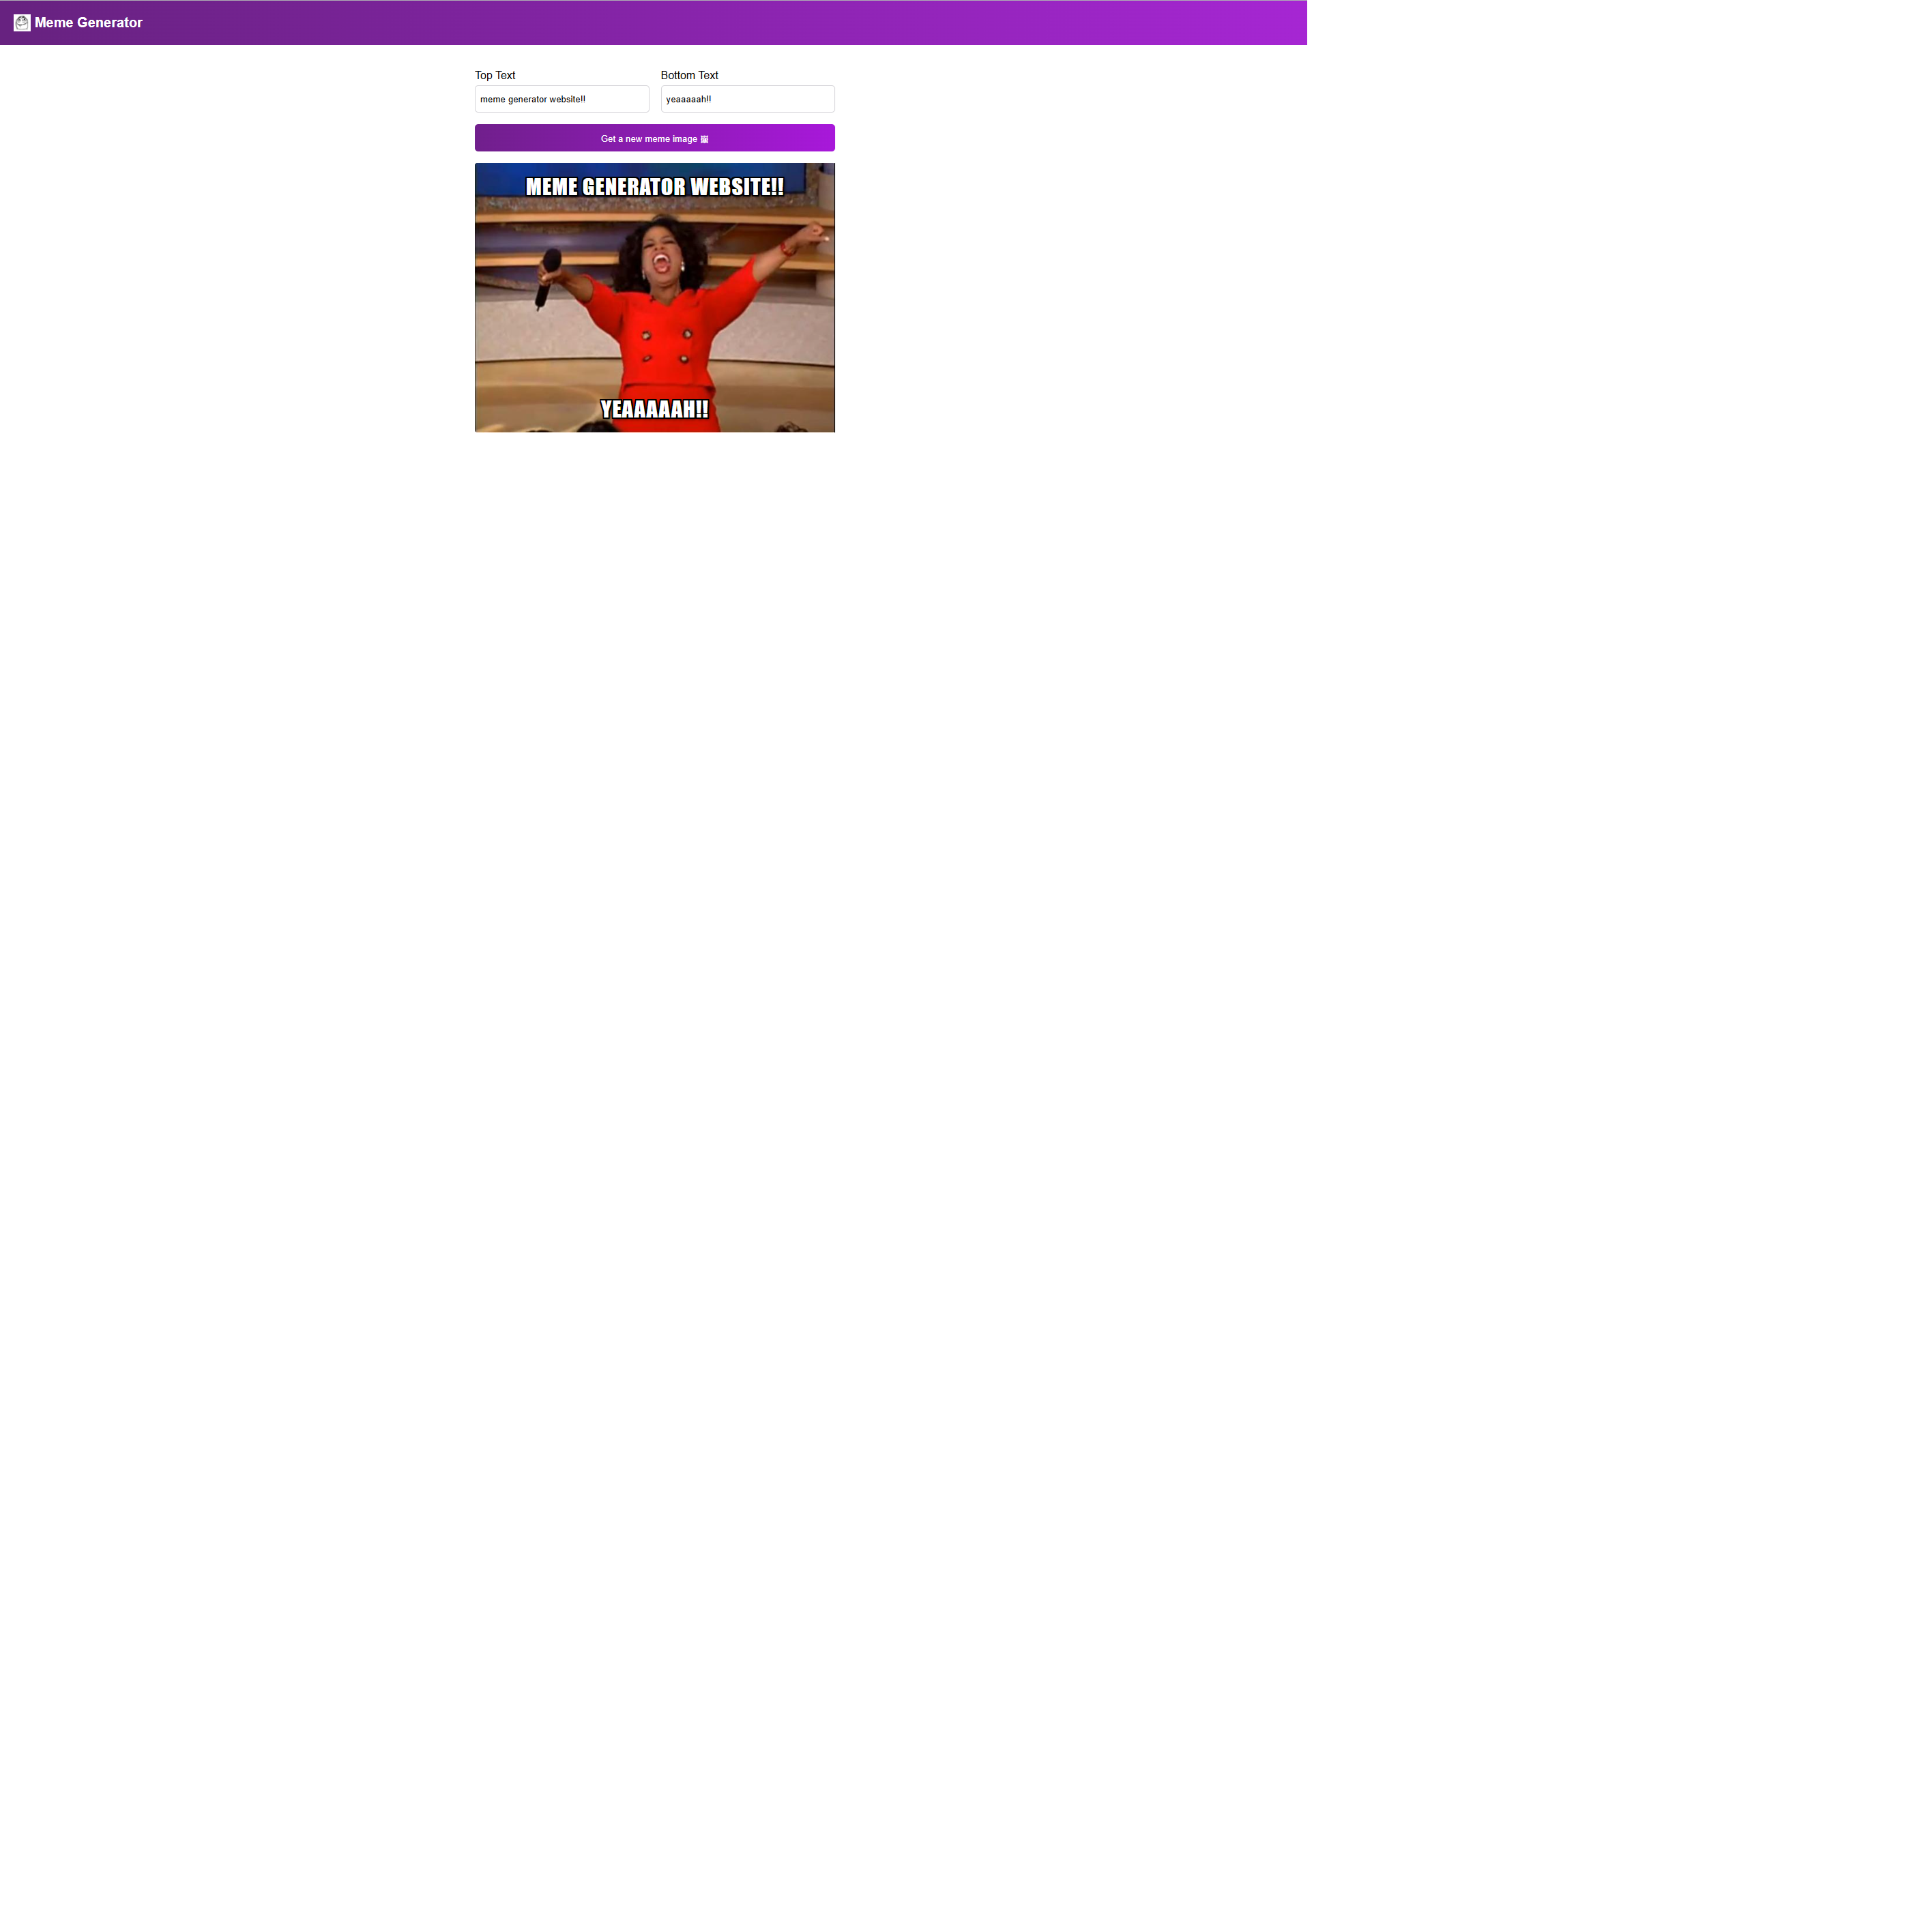 Meme Generator
Top Text
Bottom Text
meme generator website!!
yeaaaaah!!
Get a new meme image
MEME GENERATOR WEBSITE!!
YEAAAAAH!!